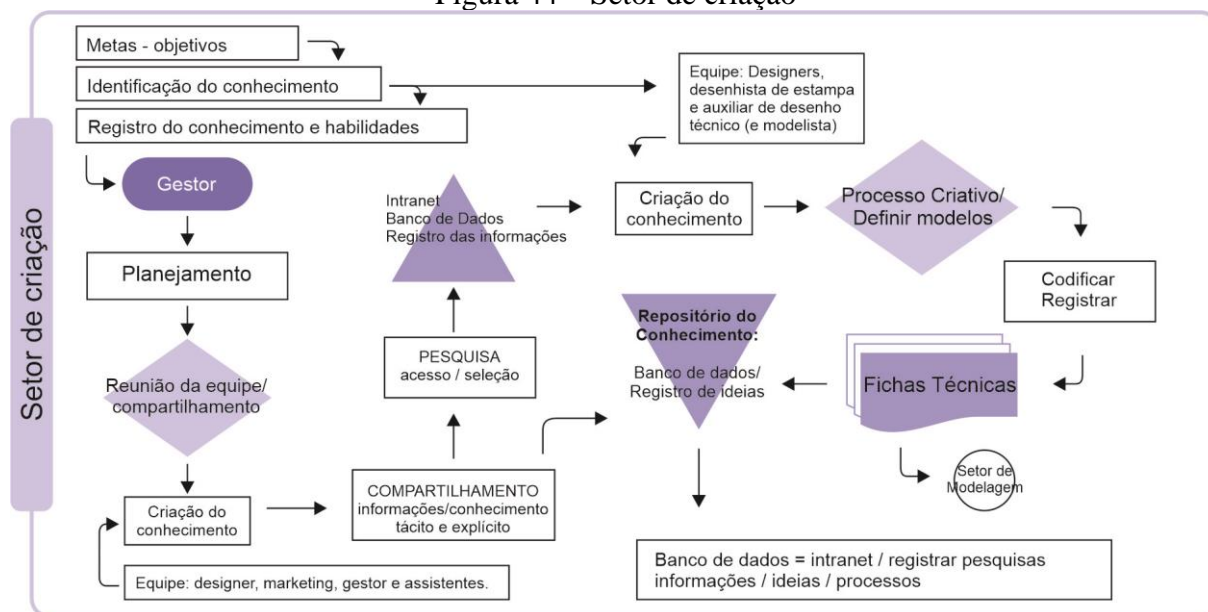 Figura 44 – Setor de criação
Setor de criação
Metas - objetivos
Identificação do conhecimento
Registro do conhecimento e habilidades
Gestor
Planejamento
Reunião da equipe/
compartilhamento
Criação do
conhecimento
Equipe: designer, marketing, gestor e assistentes.
COMPARTILHAMENTO
informações/conhecimento
tácito e explícito
PESQUISA
acesso / seleção
Intranet
Banco de Dados
Registro das informações
Equipe: Designers,
desenhista de estampa
e auxiliar de desenho
técnico (e modelista)
Criação do
conhecimento
Processo Criativo/
Definir modelos
Codificar
Registrar
Fichas Técnicas
Setor de
Modelagem
Repositório do
Conhecimento:
Banco de dados/
Registro de ideias
Banco de dados = intranet / registrar pesquisas
informações / ideias / processos